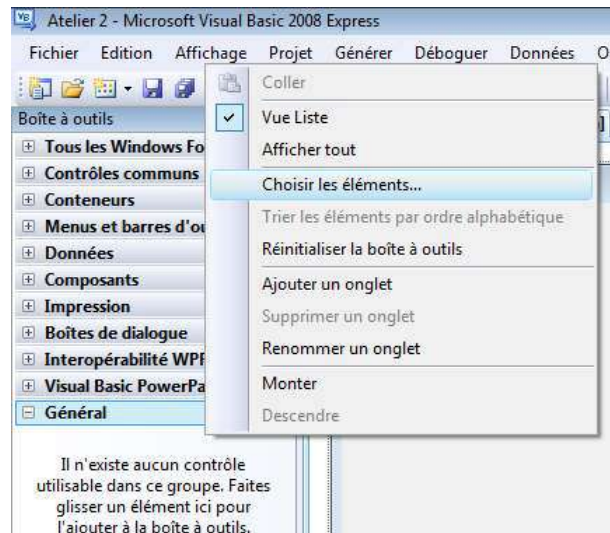 Atelier 2 - Microsoft Visual Basic 2008 Express
Fichier Edition Affichage Projet Générer Déboguer Données O
Boîte à outils
Tous les Windows Fo
Contrôles communs
Conteneurs
Menus et barres d'ou
Données
Composants
Impression
Boîtes de dialogue
Interopérabilité WPF
Visual Basic PowerPa
Général
Il n'existe aucun contrôle
utilisable dans ce groupe. Faites
glisser un élément ici pour
l'ajouter à la boîte à outils.
Coller
Vue Liste
Afficher tout
Choisir les éléments...
Trier les éléments par ordre alphabétique
Réinitialiser la boîte à outils
Ajouter un onglet
Supprimer un onglet
Renommer un onglet
Monter
Descendre